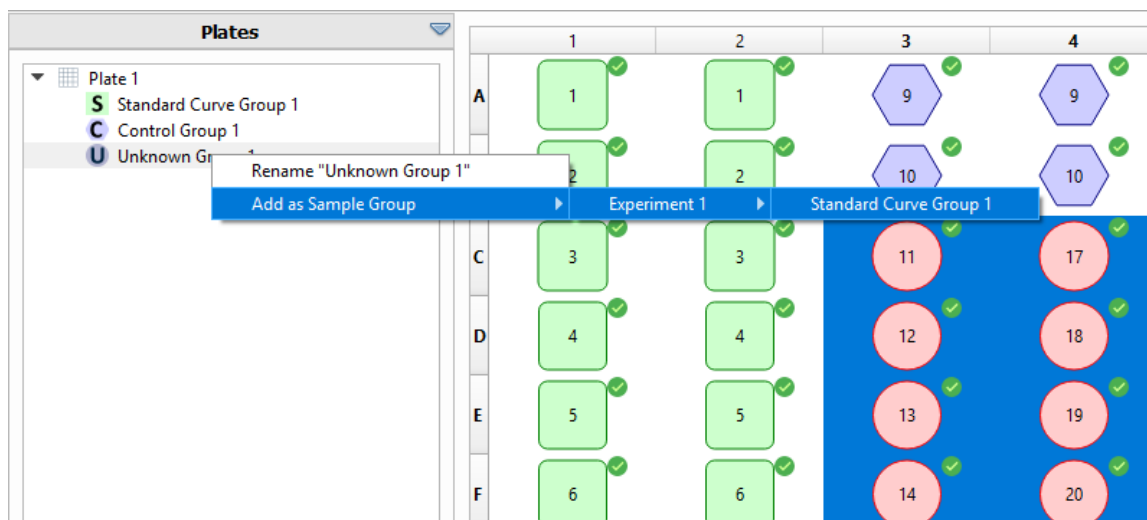 Plates
Plate 1
S Standard Curve Group 1
C Control Group 1
U Unknown Gr
Rename "Unknown Group 1"
Add as Sample Group
Experiment 1
Standard Curve Group 1
1 2 3 4
A 1 1 9 9
2 2 10 10
C 3 3 11 17
D 4 4 12 18
E 5 5 13 19
F 6 6 14 20